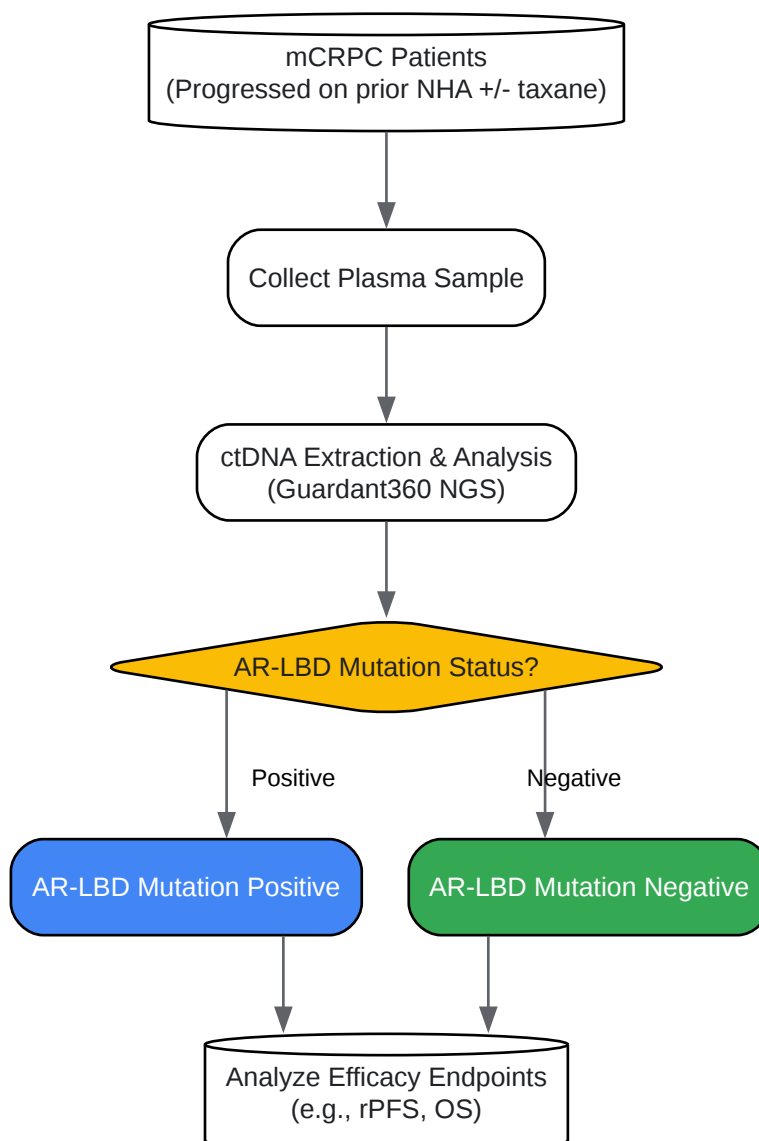 mCRPC Patients
(Progressed on prior NHA +/- taxane)
Collect Plasma Sample
ctDNA Extraction & Analysis
(Guardant360 NGS)
AR-LBD Mutation Status?
Positive
Negative
AR-LBD Mutation Positive
AR-LBD Mutation Negative
Analyze Efficacy Endpoints
(e.g., rPFS, OS)